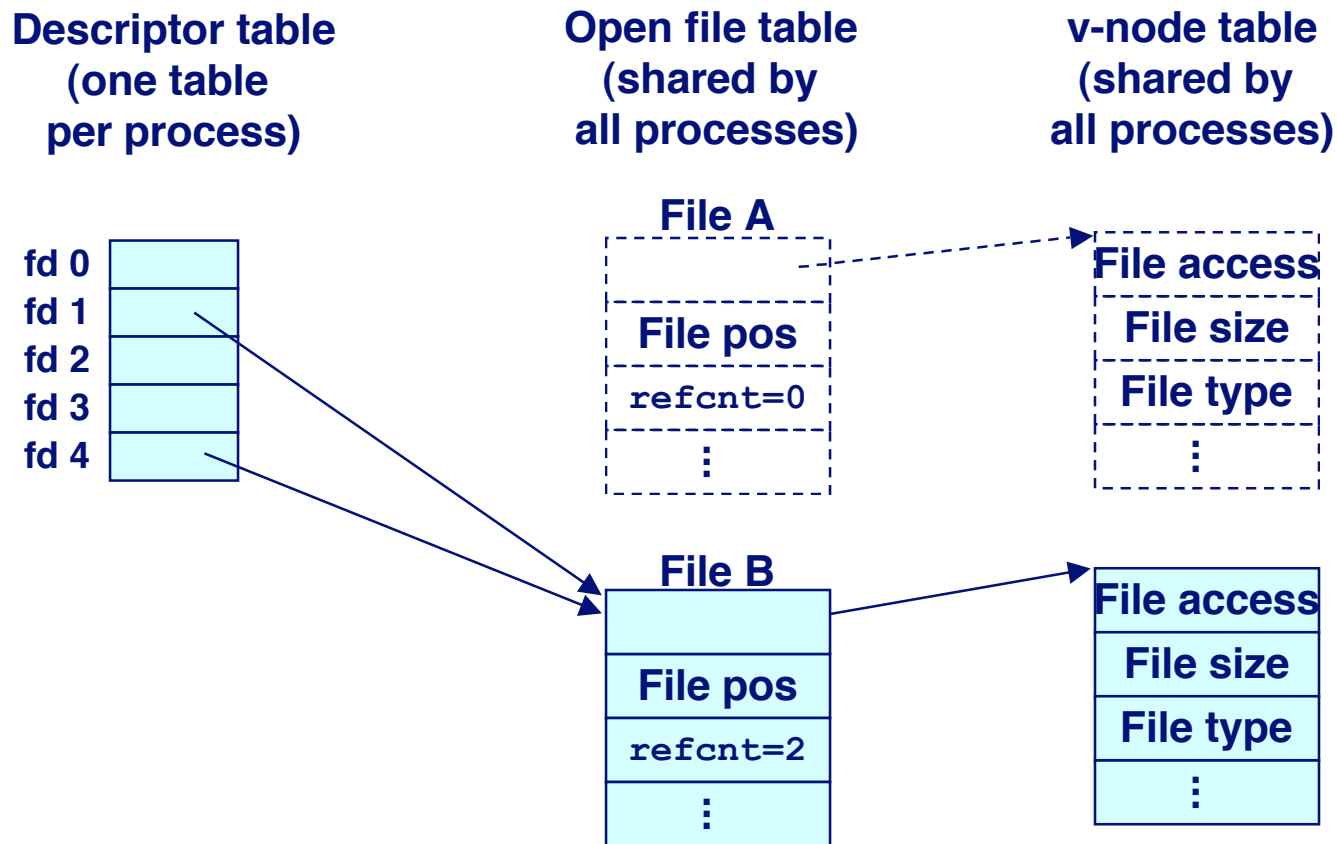 Descriptor table
(one table
per process)
Open file table
(shared by
all processes)
v-node table
(shared by
all processes)
fd 0
fd 1
fd 2
fd 3
fd 4
File A
File pos
refcnt=0
⋮
File access
File size
File type
⋮
File B
File pos
refcnt=2
⋮
File access
File size
File type
⋮